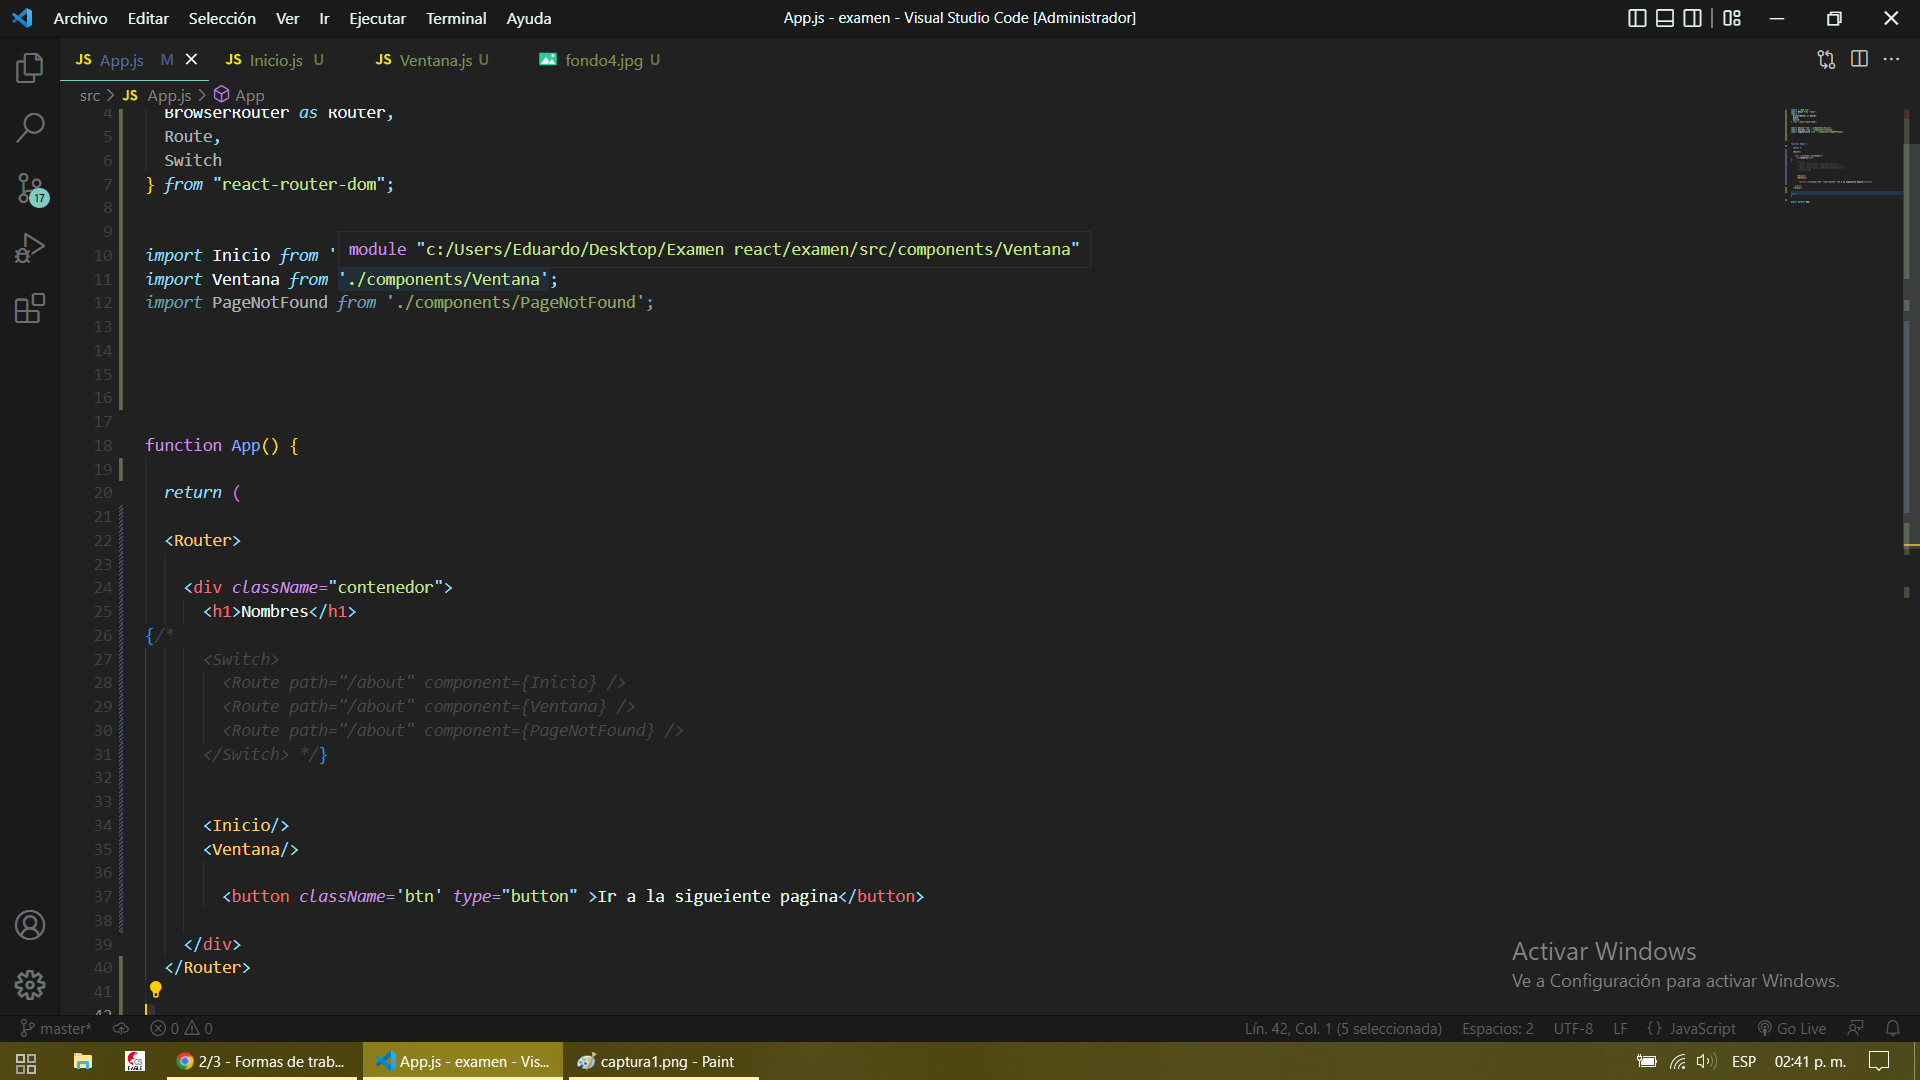 Archivo Editar Selección Ver Ir Ejecutar Terminal Ayuda
App.js - examen - Visual Studio Code [Administrador]
JS App.js M
JS Inicio.js U
JS Ventana.js U
fondo4.jpg U
src > JS App.js > App
4 BrowserRouter as Router,
5 Route,
6 Switch
7 } from "react-router-dom";
8
9
module "c:/Users/Eduardo/Desktop/Examen react/examen/src/components/Ventana"
10 import Inicio from '
11 import Ventana from './components/Ventana';
12 import PageNotFound from './components/PageNotFound';
13
14
15
16
17
18 function App() {
19
20 return (
21
22 <Router>
23
24 <div className="contenedor">
25 <h1>Nombres</h1>
26 {/*
27 <Switch>
28 <Route path="/about" component={Inicio} />
29 <Route path="/about" component={Ventana} />
30 <Route path="/about" component={PageNotFound} />
31 </Switch> */}
32
33
34 <Inicio/>
35 <Ventana/>
36
37 <button className='btn' type="button" >Ir a la sigueiente pagina</button>
38
39 </div>
40 </Router>
41
42
17
Activar Windows
Ve a Configuración para activar Windows.
master* 0 0
Lín. 42, Col. 1 (5 seleccionada) Espacios: 2 UTF-8 LF {} JavaScript Go Live
2/3 - Formas de trab...
App.js - examen - Vis...
captura1.png - Paint
ESP 02:41 p. m.